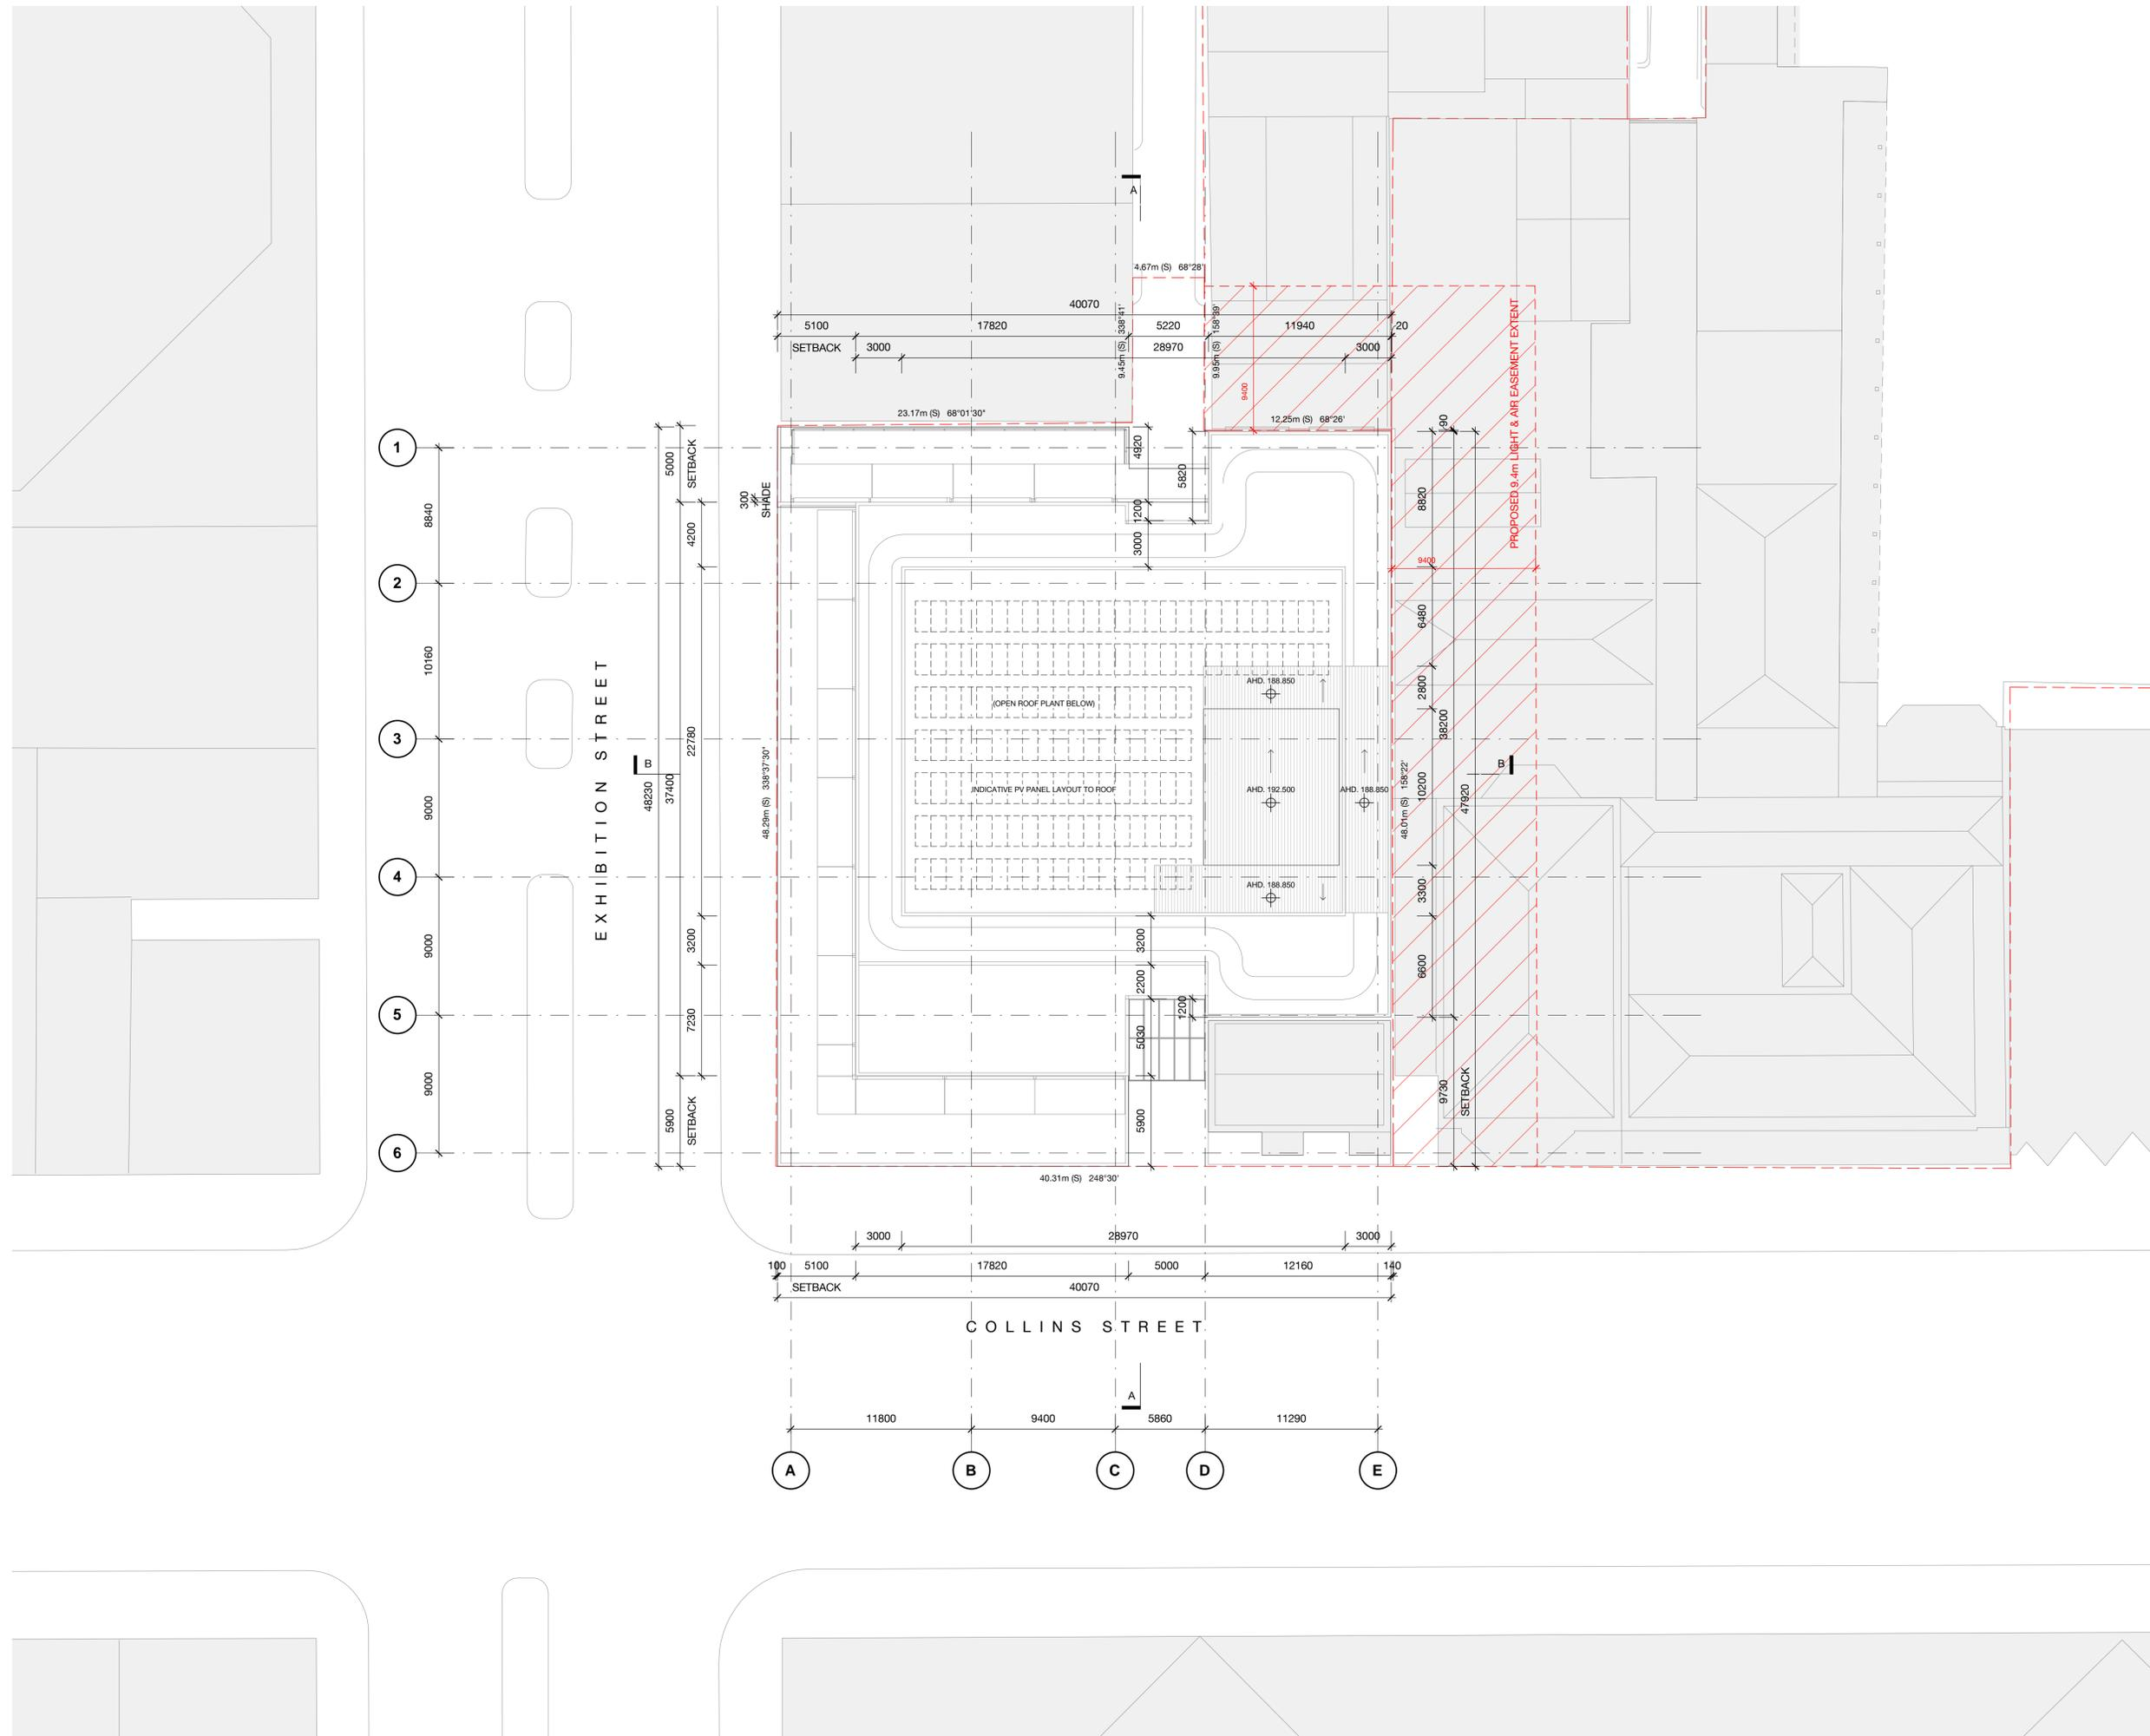 A
4.67m (S) 68°28'
40070
5100
17820
9.45m (S) 338°41'
5220
9.95m (S) 158°39'
11940
20
SETBACK
3000
28970
3000
9400
PROPOSED 9.4m LIGHT & AIR EASEMENT EXTENT
23.17m (S) 68°01'30"
12.25m (S) 68°26'
90
1
5000
SETBACK
300
SHADE
4920
5820
1200
3000
8820
8840
4200
9400
2
6480
10160
EXHIBITION STREET
AHD. 188.850
2800
(OPEN ROOF PLANT BELOW)
38200
3
22780
B
B
48230
37400
48.29m (S) 338°37'30"
INDICATIVE PV PANEL LAYOUT TO ROOF
AHD. 192.500
AHD. 188.850
48.01m (S) 158°22'
10200
47920
9000
4
AHD. 188.850
3300
9000
3200
3200
6600
2200
1200
5
7230
5030
9000
9730
SETBACK
5900
SETBACK
5900
6
40.31m (S) 248°30'
3000
28970
3000
100
5100
17820
5000
12160
140
SETBACK
40070
COLLINS STREET
A
11800
9400
5860
11290
A
B
C
D
E